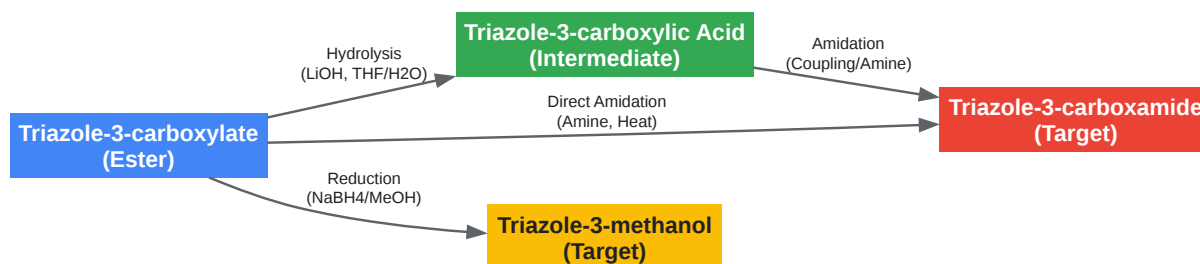 Triazole-3-carboxylic Acid
(Intermediate)
Hydrolysis
(LiOH, THF/H2O)
Amidation
(Coupling/Amine)
Direct Amidation
(Amine, Heat)
Triazole-3-carboxamide
(Target)
Triazole-3-carboxylate
(Ester)
Reduction
(NaBH4/MeOH)
Triazole-3-methanol
(Target)